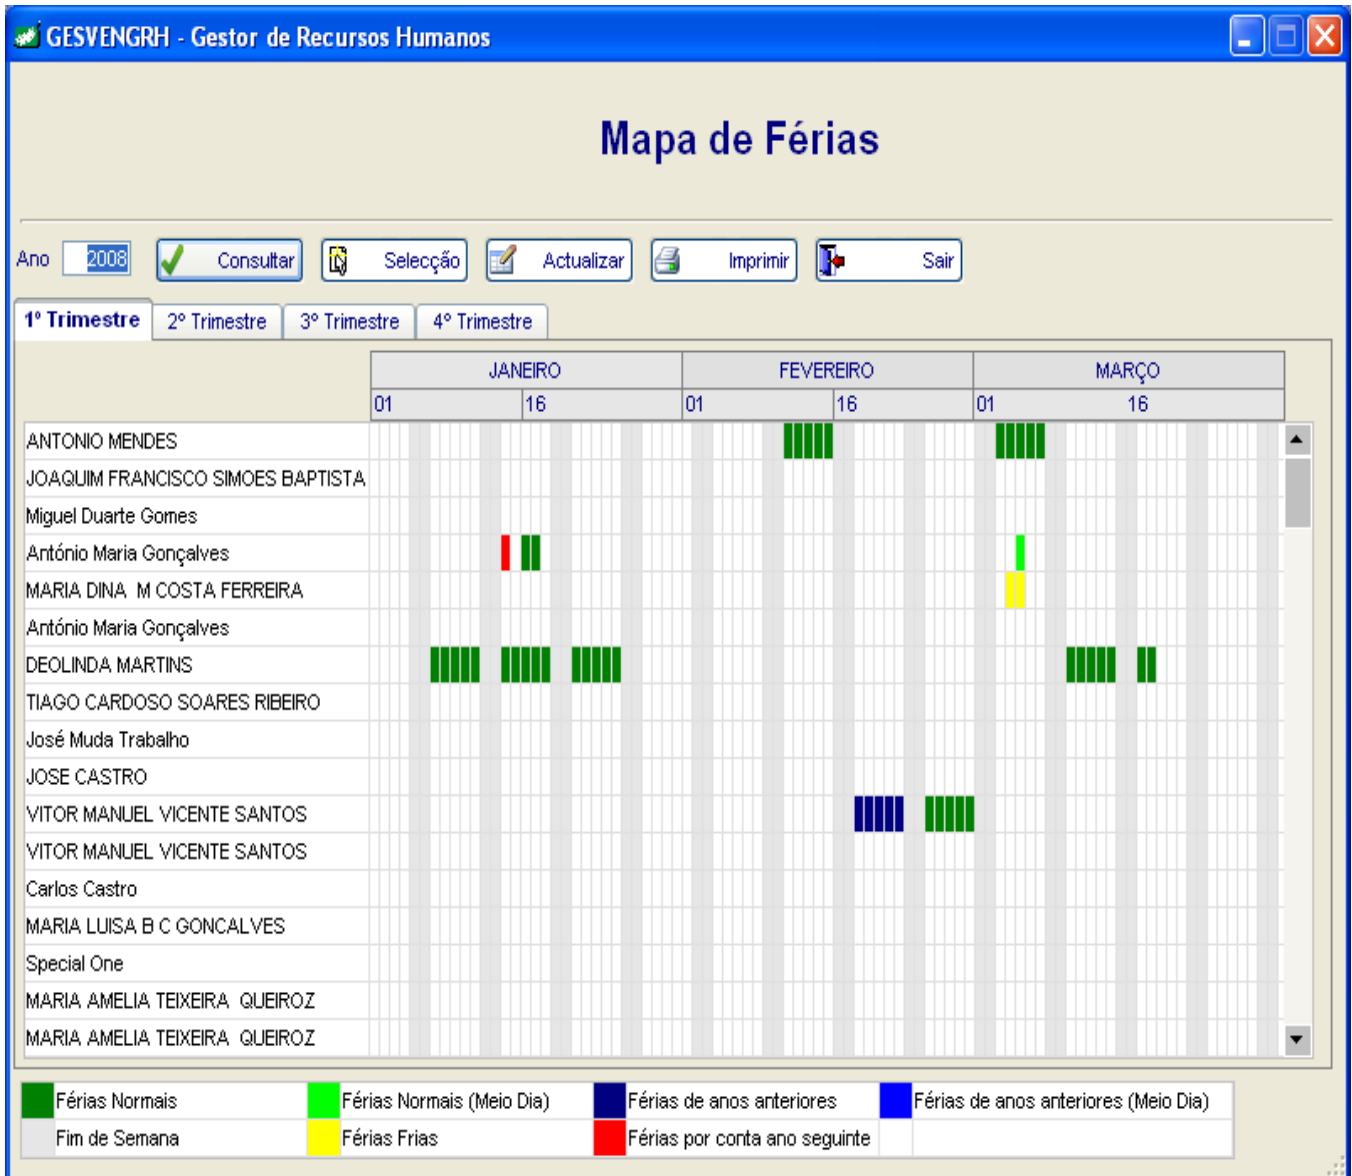 GESVENGRH - Gestor de Recursos Humanos
Mapa de Férias
Ano 2008 Consultar Selecção Actualizar Imprimir Sair
1º Trimestre 2º Trimestre 3º Trimestre 4º Trimestre
JANEIRO FEVEREIRO MARÇO
01 16 01 16 01 16
ANTONIO MENDES
JOAQUIM FRANCISCO SIMOES BAPTISTA
Miguel Duarte Gomes
António Maria Gonçalves
MARIA DINA M COSTA FERREIRA
António Maria Gonçalves
DEOLINDA MARTINS
TIAGO CARDOSO SOARES RIBEIRO
José Muda Trabalho
JOSE CASTRO
VITOR MANUEL VICENTE SANTOS
VITOR MANUEL VICENTE SANTOS
Carlos Castro
MARIA LUISA B C GONCALVES
Special One
MARIA AMELIA TEIXEIRA QUEIROZ
MARIA AMELIA TEIXEIRA QUEIROZ
Férias Normais Férias Normais (Meio Dia) Férias de anos anteriores Férias de anos anteriores (Meio Dia)
Fim de Semana Férias Frias Férias por conta ano seguinte